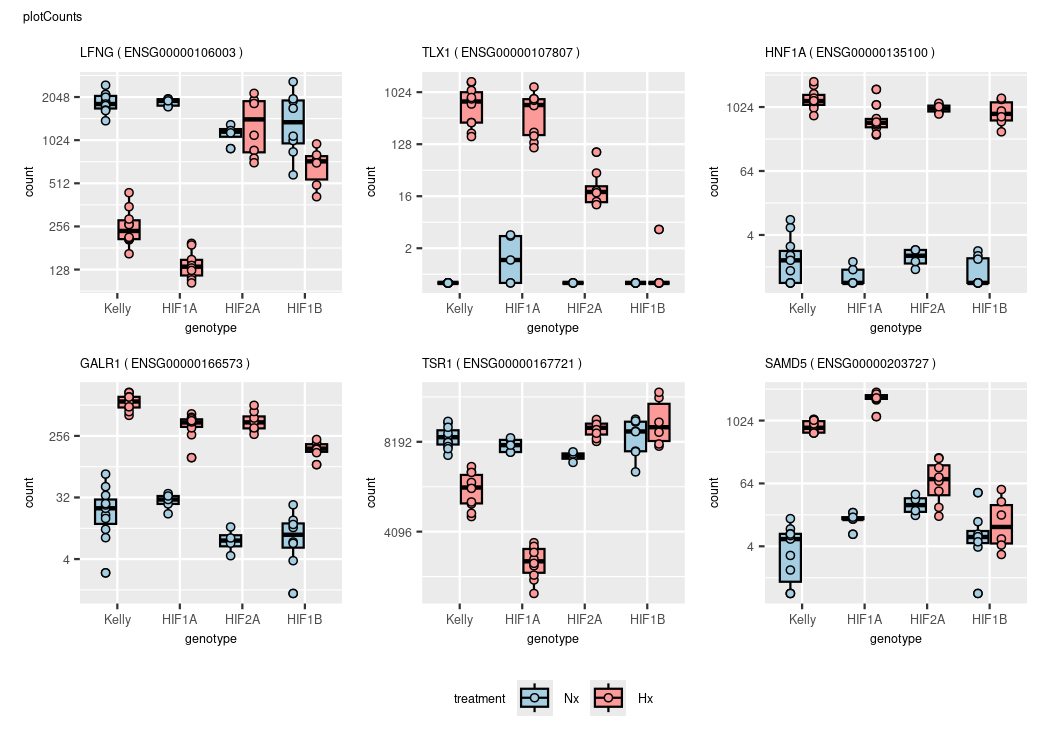 plotCounts
LFNG ( ENSG00000106003 )
TLX1 ( ENSG00000107807 )
HNF1A ( ENSG00000135100 )
count
2048
1024
512
256
128
Kelly HIF1A HIF2A HIF1B
genotype
count
1024
128
16
2
Kelly HIF1A HIF2A HIF1B
genotype
count
1024
64
4
Kelly HIF1A HIF2A HIF1B
genotype
GALR1 ( ENSG00000166573 )
TSR1 ( ENSG00000167721 )
SAMD5 ( ENSG00000203727 )
count
256
32
4
Kelly HIF1A HIF2A HIF1B
genotype
count
8192
4096
Kelly HIF1A HIF2A HIF1B
genotype
count
1024
64
4
Kelly HIF1A HIF2A HIF1B
genotype
treatment Nx Hx